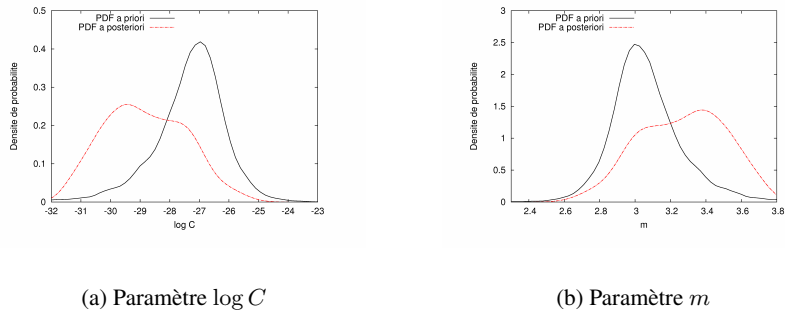 PDF a priori
PDF a posteriori
Densite de probabilite
0.5
0.4
0.3
0.2
0.1
0
-32 -31 -30 -29 -28 -27 -26 -25 -24 -23
log C
(a) Paramètre log C
PDF a priori
PDF a posteriori
Densite de probabilite
3
2.5
2
1.5
1
0.5
0
2.4 2.6 2.8 3 3.2 3.4 3.6 3.8
m
(b) Paramètre m